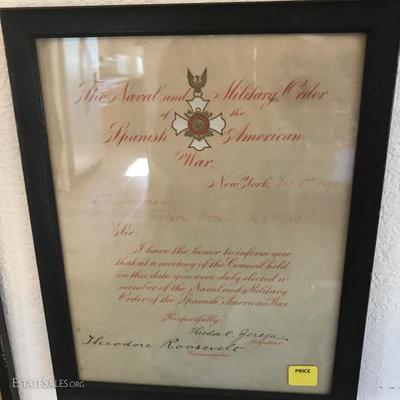 The Naval and Military Order
of the
Spanish American
War.
New York,
Sir
I have the honor to inform you
that at a meeting of the Council held
on this date you were duly elected a
member of the Naval and Military
Order of the Spanish American War
Respectfully,
Theodore Roosevelt
Commander
PRICE
ESTATESALES.ORG